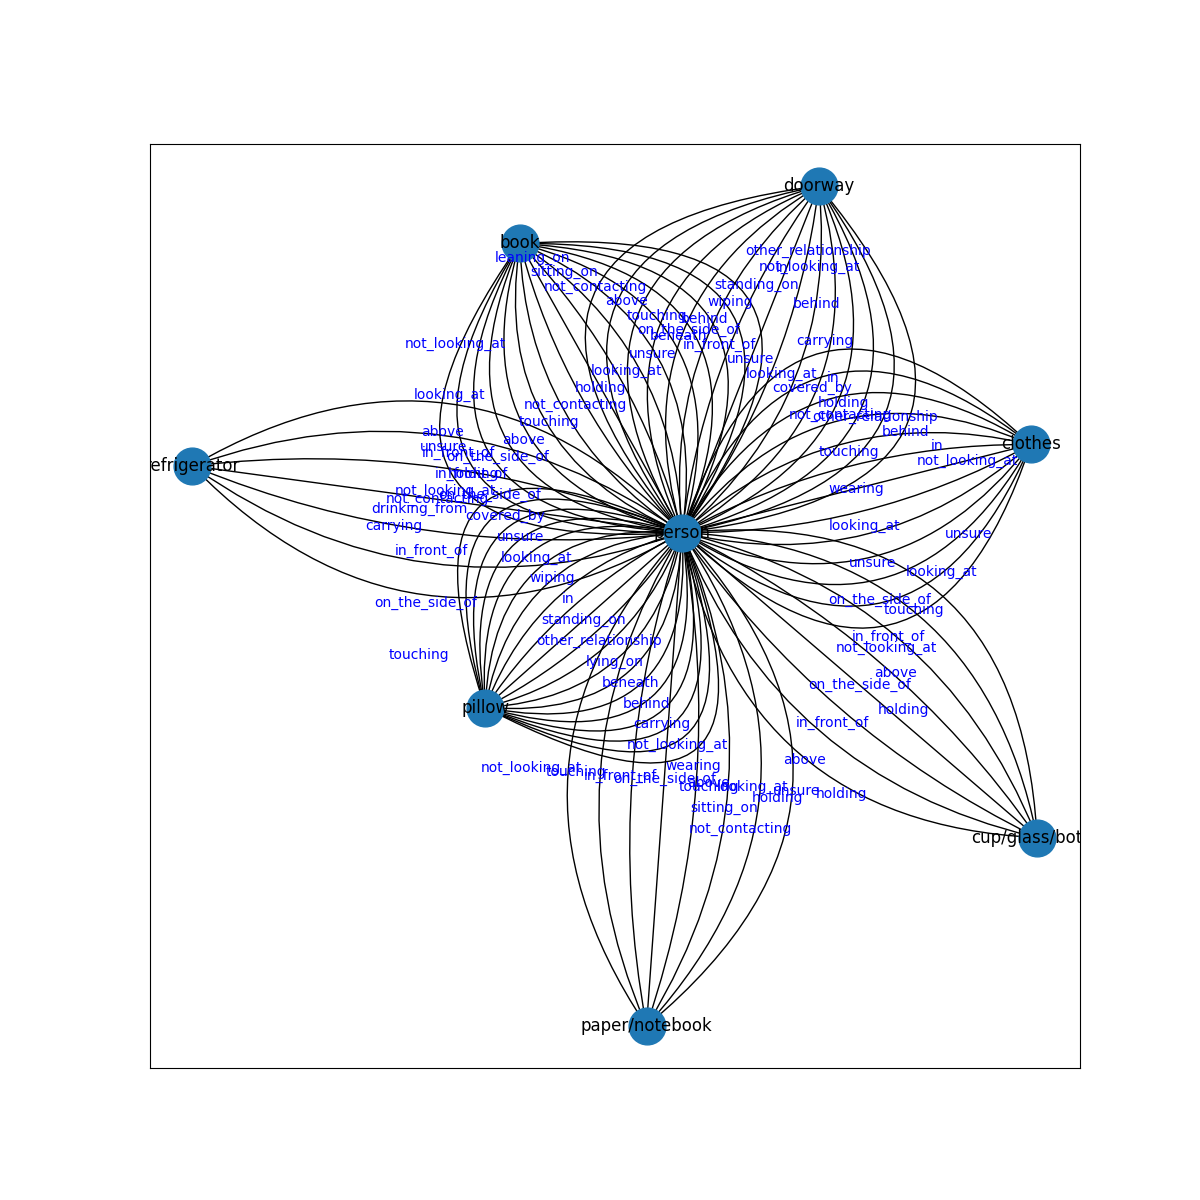 doorway
book
other_relationship
leaning_on
not_looking_at
sitting_on
standing_on
not_contacting
above
wiping
behind
touching
behind
on_the_side_of
beneath
carrying
not_looking_at
in_front_of
unsure
unsure
looking_at
looking_at
in
holding
covered_by
looking_at
not_contacting
holding
not_contacting
other_relationship
touching
above
behind
above
unsure
in_front_of
on_the_side_of
in
clothes
touching
not_looking_at
refrigerator
in_front_of
not_looking_at
on_the_side_of
wearing
not_contacting
drinking_from
covered_by
carrying
looking_at
person
unsure
unsure
in_front_of
looking_at
unsure
wiping
looking_at
on_the_side_of
in
on_the_side_of
touching
standing_on
other_relationship
in_front_of
not_looking_at
touching
lying_on
beneath
above
on_the_side_of
behind
pillow
holding
carrying
in_front_of
not_looking_at
above
wearing
not_looking_at
touching
in_front_of
on_the_side_of
above
touching
looking_at
unsure
holding
holding
sitting_on
not_contacting
cup/glass/bot
paper/notebook